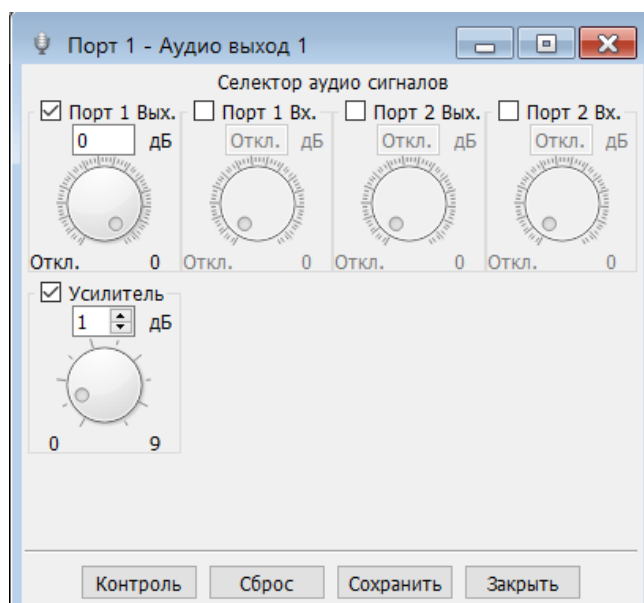 Порт 1 - Аудио выход 1
Селектор аудио сигналов
Порт 1 Вых. Порт 1 Вх. Порт 2 Вых. Порт 2 Вх.
0 дБ Откл. дБ Откл. дБ Откл. дБ
Откл. 0 Откл. 0 Откл. 0 Откл. 0
Усилитель
1 дБ
0 9
Контроль Сброс Сохранить Закрыть